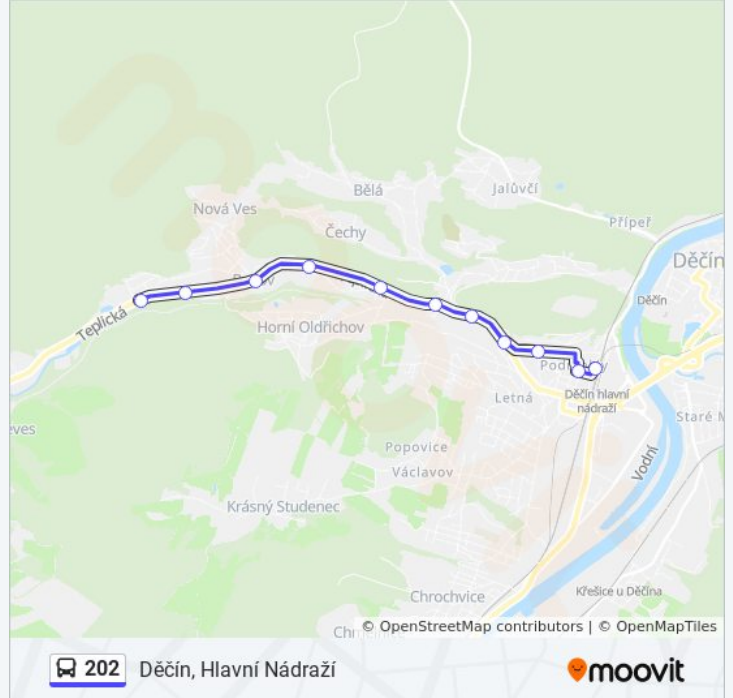 Bělá
Jalůvčí
Nová Ves
Přípeř
Čechy
Děčín
Děčín
Teplická
Horní Oldřichov
Letná
Děčín hlavní
nádraží
Staré M
Popovice
Václavov
Vodní
Krásný Studenec
Křešice u Děčína
Chrochvice
© OpenStreetMap contributors | © OpenMapTiles
202 Děčín, Hlavní Nádraží
moovit